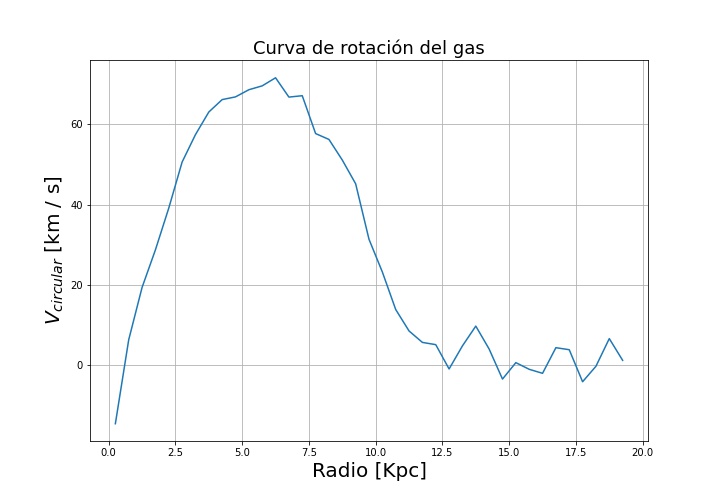 Curva de rotación del gas
60
40
20
0
V_circular [km / s]
0.0 2.5 5.0 7.5 10.0 12.5 15.0 17.5 20.0
Radio [Kpc]